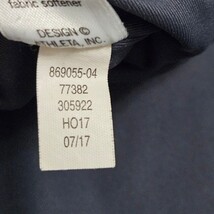 fabric softener
DESIGN ©
ATHLETA, INC.
869055-04
77382
305922
HO17
07/17